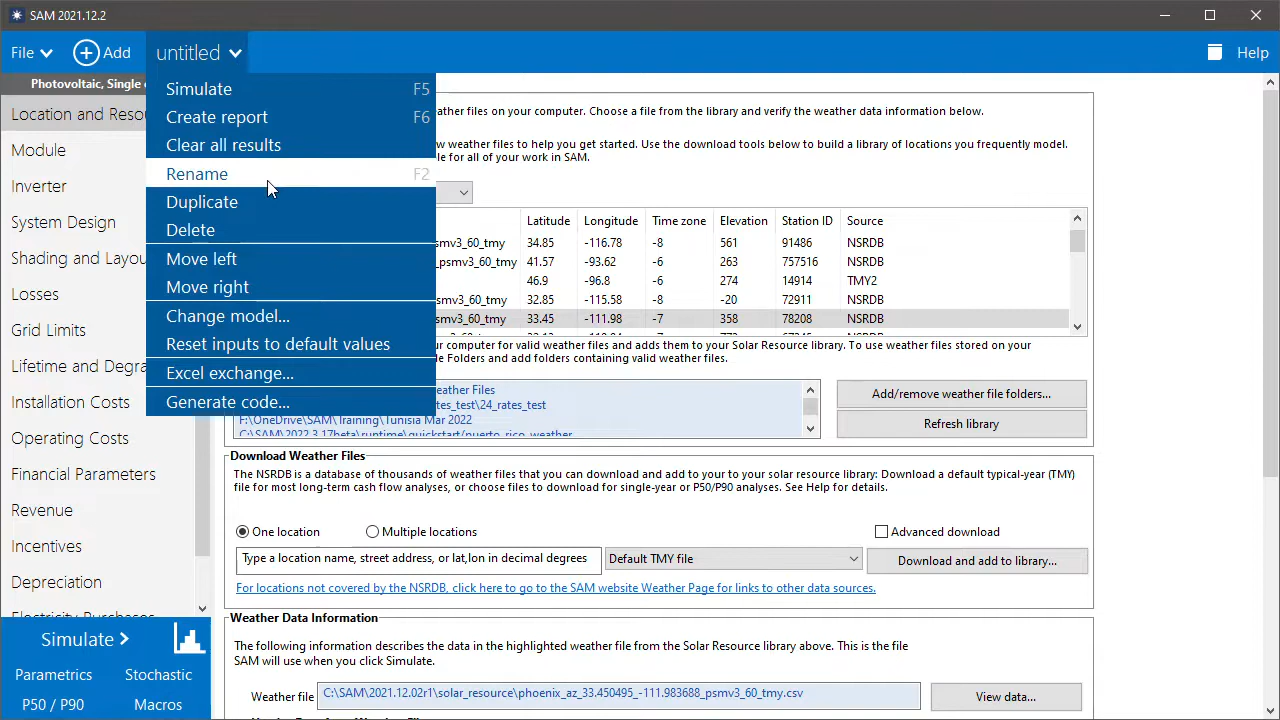 SAM 2021.12.2
File
Add
untitled
Help
Photovoltaic, Single
Location and Reso
Module
Inverter
System Design
Shading and Layou
Losses
Grid Limits
Lifetime and Degra
Installation Costs
Operating Costs
Financial Parameters
Revenue
Incentives
Depreciation
Electricity Purchases
Simulate >
Parametrics Stochastic
P50 / P90 Macros
Simulate F5
Create report F6
Clear all results
Rename F2
Duplicate
Delete
Move left
Move right
Change model...
Reset inputs to default values
Excel exchange...
Generate code...
ather files on your computer. Choose a file from the library and verify the weather data information below.
w weather files to help you get started. Use the download tools below to build a library of locations you frequently model.
le for all of your work in SAM.
Latitude Longitude Time zone Elevation Station ID Source
smv3_60_tmy 34.85 -116.78 -8 561 91486 NSRDB
_psmv3_60_tmy 41.57 -93.62 -6 263 757516 NSRDB
46.9 -96.8 -6 274 14914 TMY2
smv3_60_tmy 32.85 -115.58 -8 -20 72911 NSRDB
smv3_60_tmy 33.45 -111.98 -7 358 78208 NSRDB
ur computer for valid weather files and adds them to your Solar Resource library. To use weather files stored on your
le Folders and add folders containing valid weather files.
eather Files
tes_test\24_rates_test
F:\OneDrive\SAM\Training\Tunisia Mar 2022
C:\SAM\2022.3.17beta\runtime\quickstart/puerto_rico_weather
Add/remove weather file folders...
Refresh library
Download Weather Files
The NSRDB is a database of thousands of weather files that you can download and add to your to your solar resource library: Download a default typical-year (TMY)
file for most long-term cash flow analyses, or choose files to download for single-year or P50/P90 analyses. See Help for details.
One location Multiple locations Advanced download
Type a location name, street address, or lat,lon in decimal degrees Default TMY file Download and add to library...
For locations not covered by the NSRDB, click here to go to the SAM website Weather Page for links to other data sources.
Weather Data Information
The following information describes the data in the highlighted weather file from the Solar Resource library above. This is the file
SAM will use when you click Simulate.
Weather file C:\SAM\2021.12.02r1\solar_resource\phoenix_az_33.450495_-111.983688_psmv3_60_tmy.csv View data...